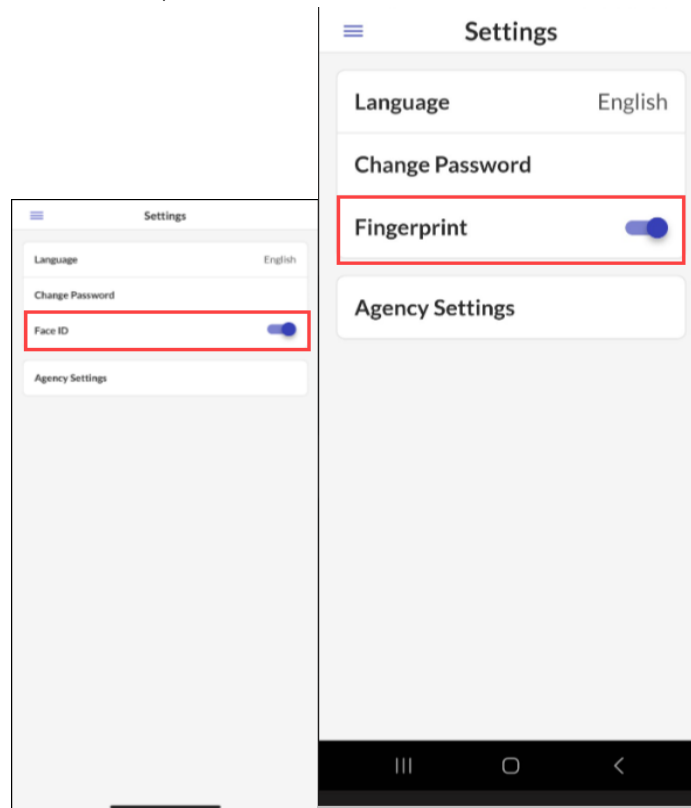 Settings
Language English
Change Password
Face ID
Agency Settings
Settings
Language English
Change Password
Fingerprint
Agency Settings